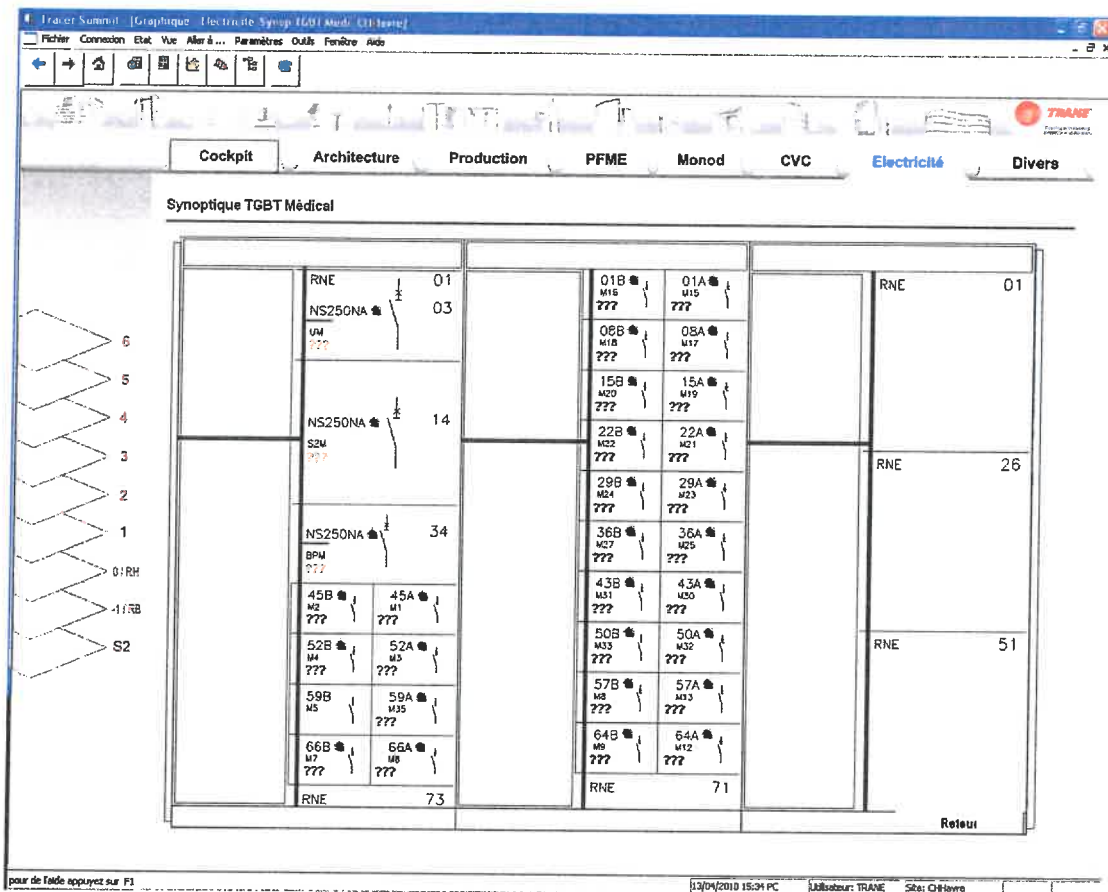 Tracer Summit - [Graphique - Electricite Synop TGBT Medi CHHavre]
Fichier Connexion Etat Vue Aller à ... Paramètres Outils Fenêtre Aide
TRANE
Cockpit Architecture Production PFME Monod CVC Electricité Divers
Synoptique TGBT Médical
6
5
4
3
2
1
0/RH
-1/RB
S2
RNE 01
NS250NA 03
UM
???
NS250NA 14
S2M
???
NS250NA 34
BPM
???
45B 45A
M2 M1
??? ???
52B 52A
M4 M3
??? ???
59B 59A
M5 M35
???
66B 66A
M7 M6
??? ???
RNE 73
01B 01A
M16 M15
??? ???
08B 08A
M18 M17
??? ???
15B 15A
M20 M19
??? ???
22B 22A
M22 M21
??? ???
29B 29A
M24 M23
??? ???
36B 36A
M27 M25
??? ???
43B 43A
M31 M30
??? ???
50B 50A
M33 M32
??? ???
57B 57A
M8 M13
??? ???
64B 64A
M9 M12
??? ???
RNE 71
RNE 01
RNE 26
RNE 51
Retour
pour de l'aide appuyez sur F1
13/04/2010 15:34 PC Utilisateur: TRANE Site: CHHavre